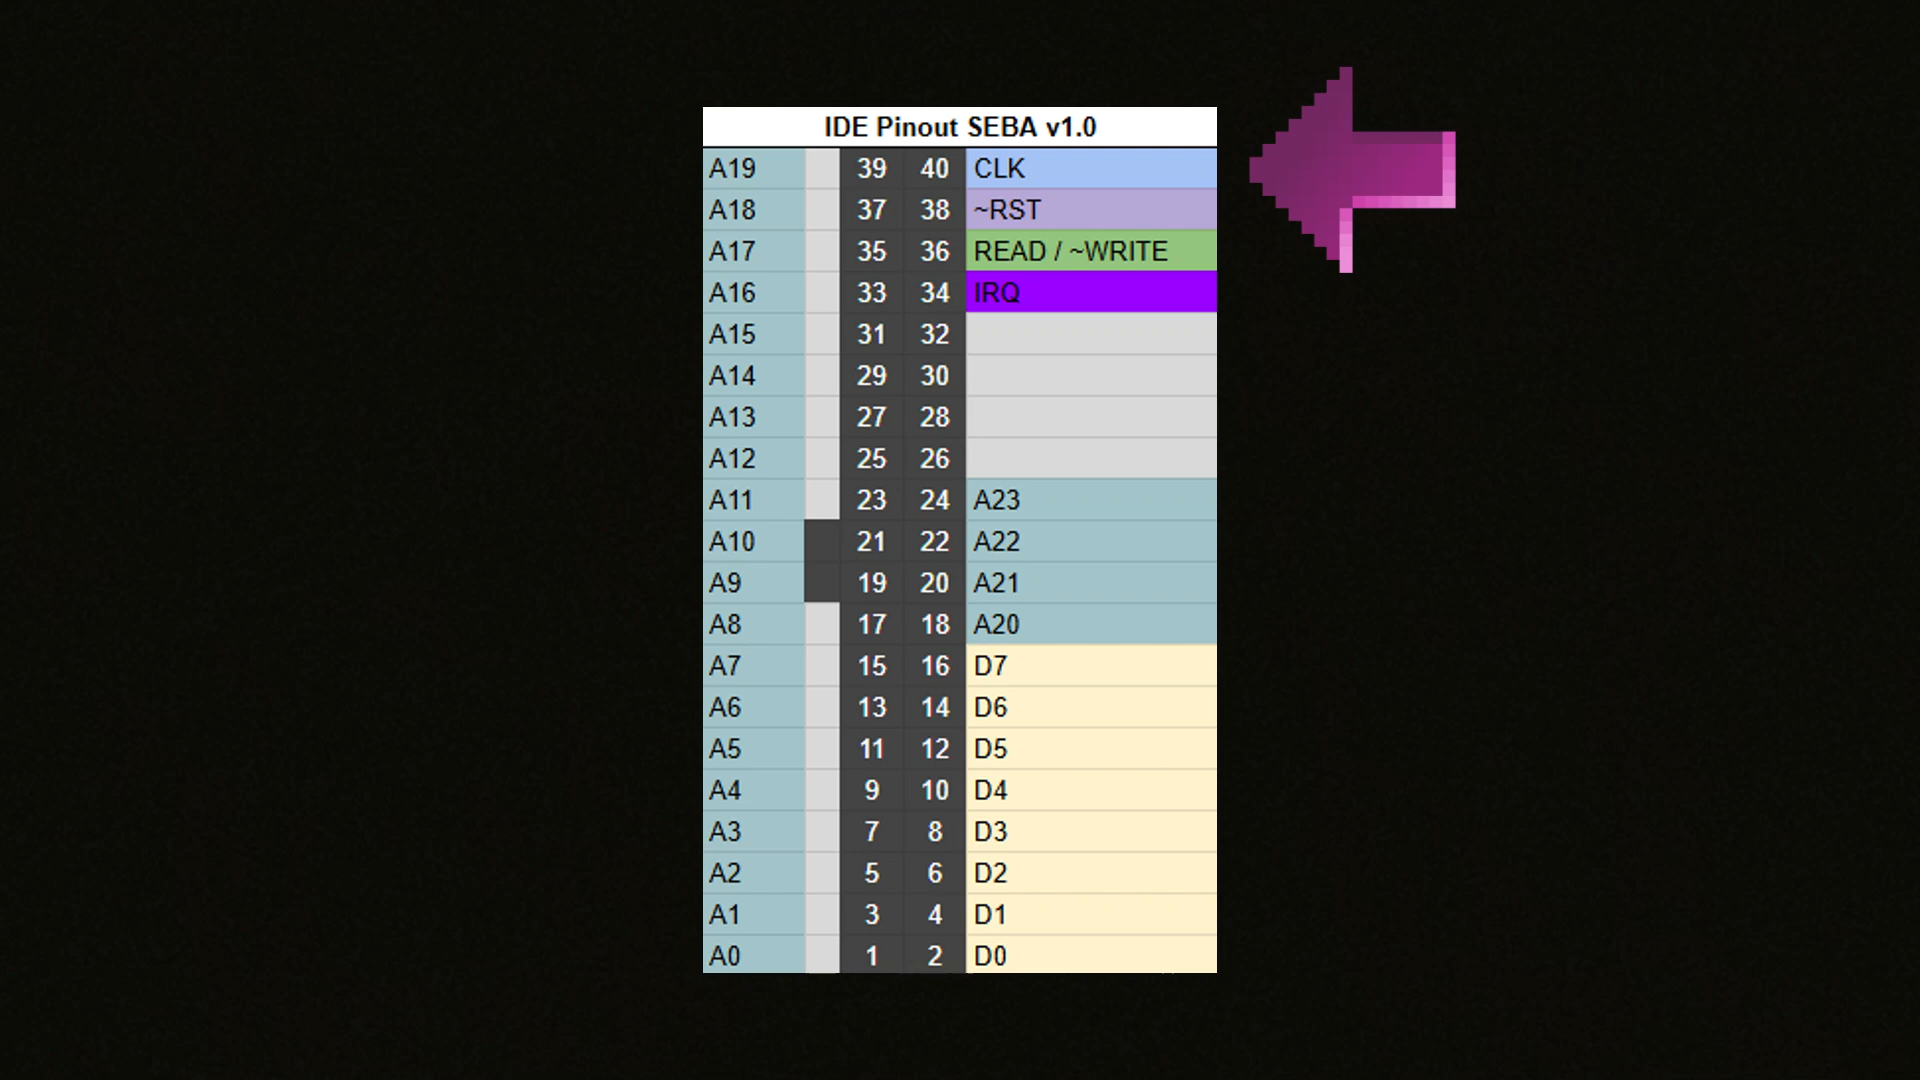 IDE Pinout SEBA v1.0
A19 39 40 CLK
A18 37 38 ~RST
A17 35 36 READ / ~WRITE
A16 33 34 IRQ
A15 31 32
A14 29 30
A13 27 28
A12 25 26
A11 23 24 A23
A10 21 22 A22
A9 19 20 A21
A8 17 18 A20
A7 15 16 D7
A6 13 14 D6
A5 11 12 D5
A4 9 10 D4
A3 7 8 D3
A2 5 6 D2
A1 3 4 D1
A0 1 2 D0